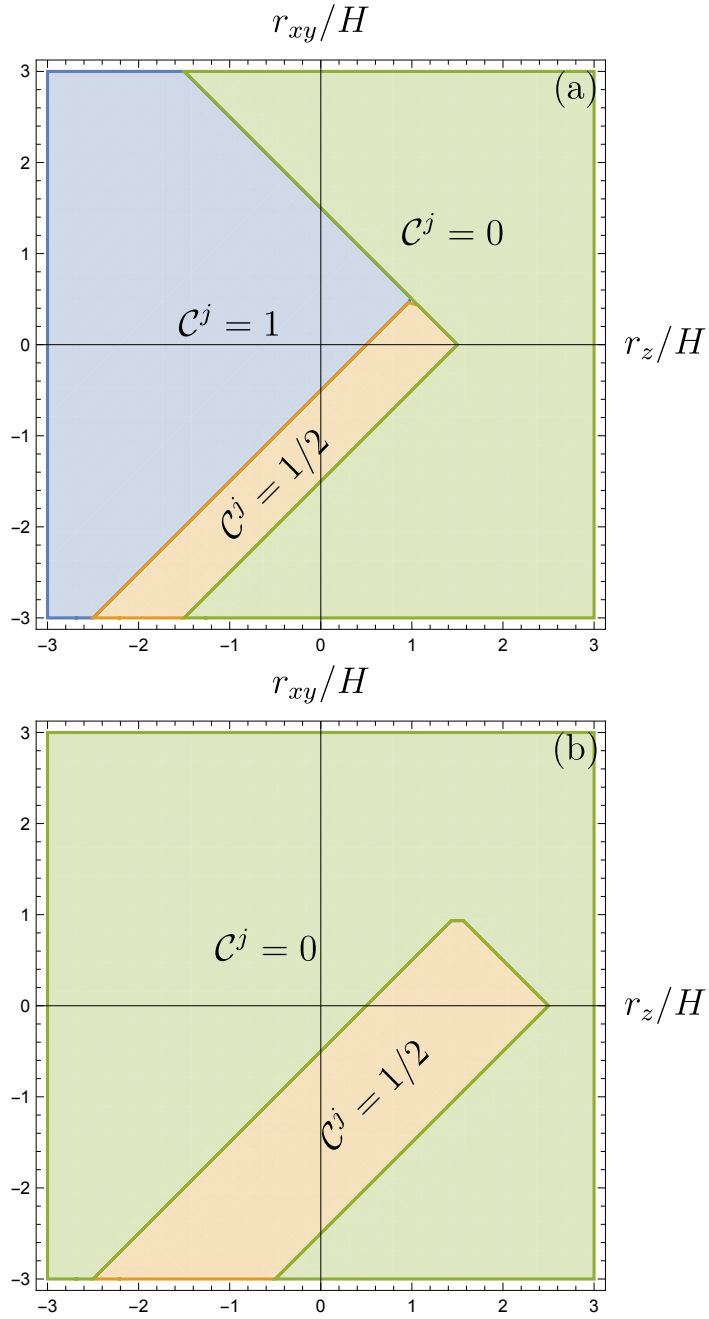 r_{xy}/H
(a)
3
2
C^j = 0
1
C^j = 1
0
r_z/H
−1
C^j = 1/2
−2
−3
−3 −2 −1 0 1 2 3
r_{xy}/H
(b)
3
2
1
C^j = 0
0
r_z/H
−1
C^j = 1/2
−2
−3
−3 −2 −1 0 1 2 3